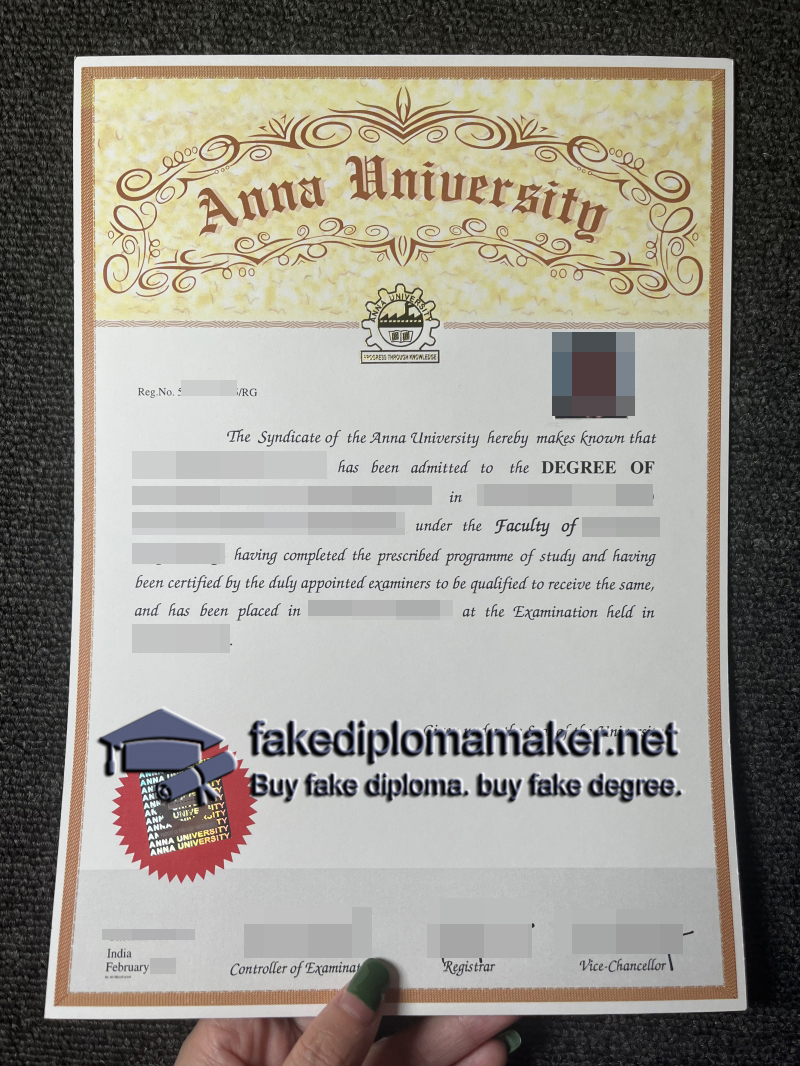 Anna University
ANNA UNIVERSITY
PROGRESS THROUGH KNOWLEDGE
Reg.No. 5 /RG
The Syndicate of the Anna University hereby makes known that
has been admitted to the DEGREE OF
in
under the Faculty of
having completed the prescribed programme of study and having
been certified by the duly appointed examiners to be qualified to receive the same,
and has been placed in at the Examination held in
.
fakediplomamaker.net
Buy fake diploma. buy fake degree.
ANNA UNIVERSITY
ANNA UNIVERSITY
India
February
Controller of Registrar Vice-Chancellor